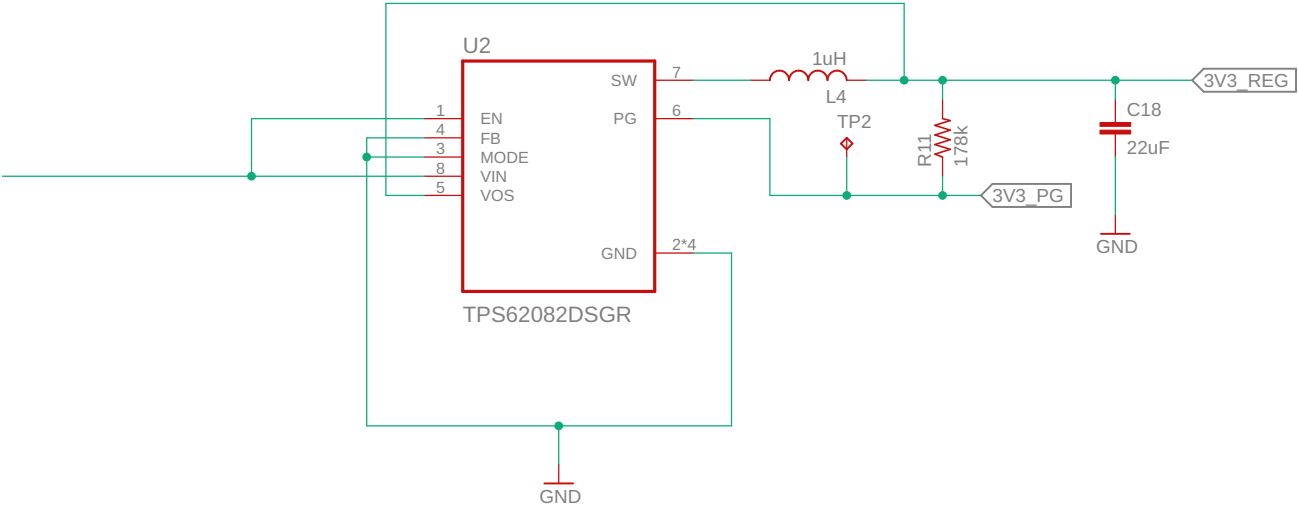 U2
1uH
SW
7
3V3_REG
L4
1
EN
PG
6
TP2
C18
4
FB
R11
178k
3
MODE
22uF
8
VIN
5
VOS
3V3_PG
GND
2*4
GND
TPS62082DSGR
GND